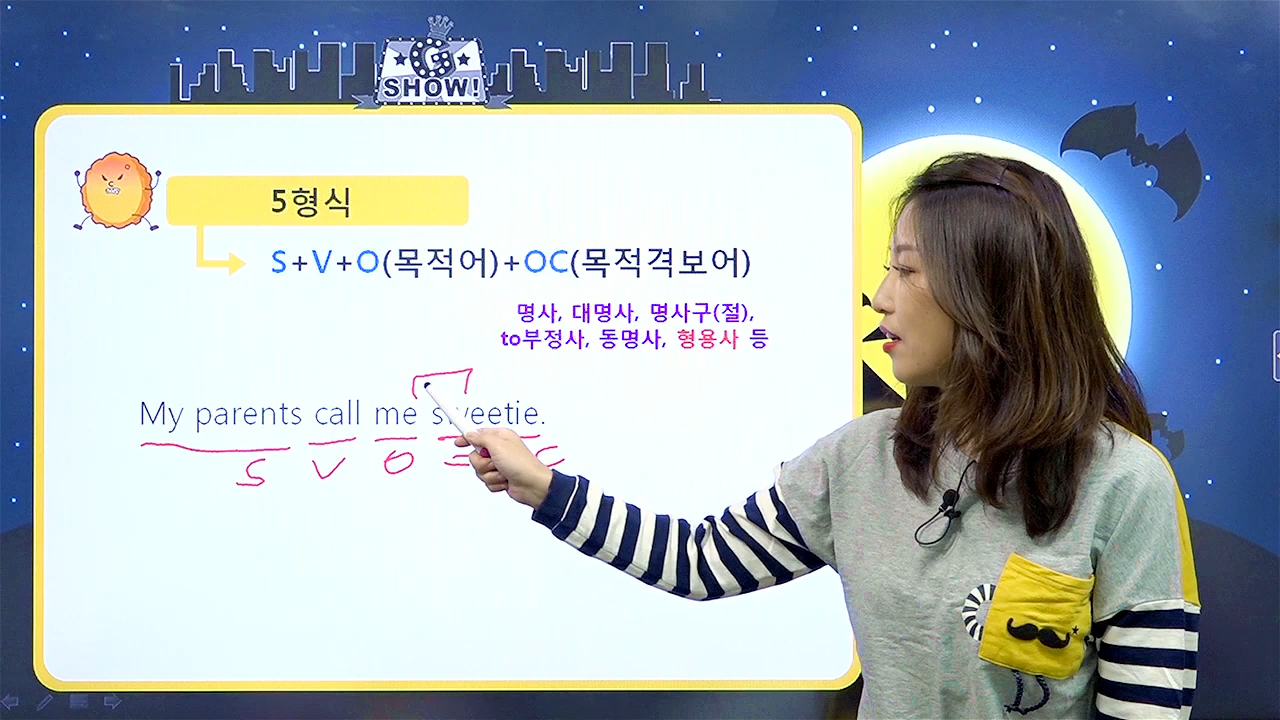 G
SHOW!
5형식
S+V+O(목적어)+OC(목적격보어)
명사, 대명사, 명사구(절),
to부정사, 동명사, 형용사 등
My parents call me sweetie.
S V O = C